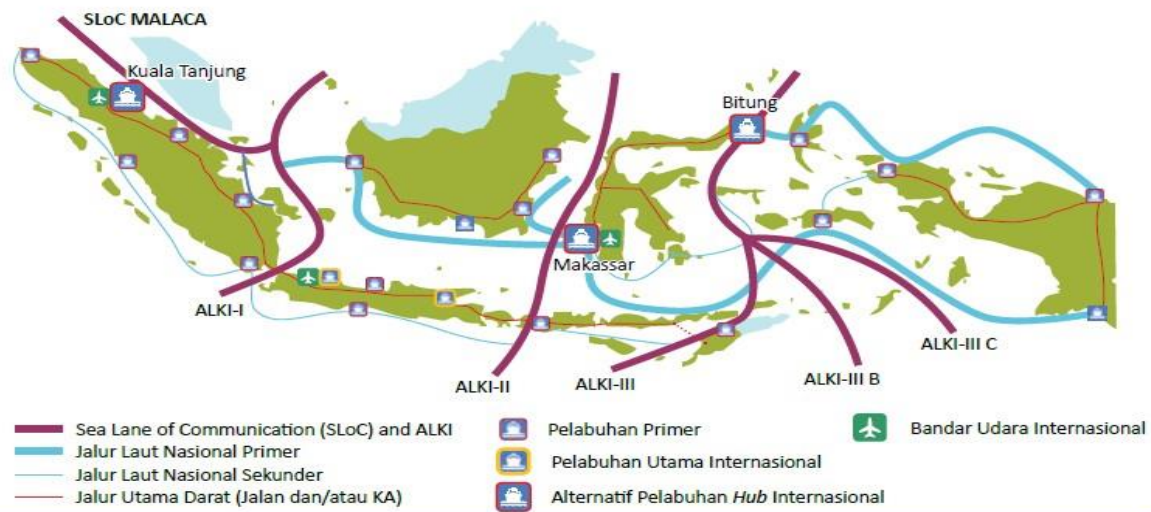 SLoC MALACA
Kuala Tanjung
Bitung
Makassar
ALKI-I
ALKI-II
ALKI-III
ALKI-III B
ALKI-III C
Sea Lane of Communication (SLoC) and ALKI
Jalur Laut Nasional Primer
Jalur Laut Nasional Sekunder
Jalur Utama Darat (Jalan dan/atau KA)
Pelabuhan Primer
Pelabuhan Utama Internasional
Alternatif Pelabuhan Hub Internasional
Bandar Udara Internasional